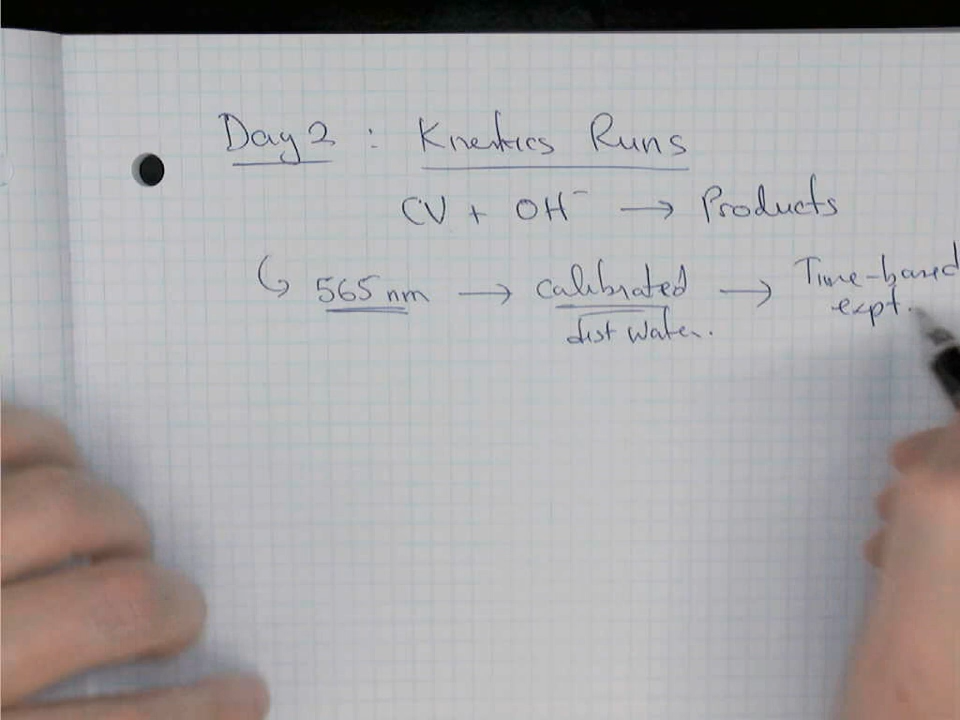 Day 2 : Kinetics Runs
CV + OH⁻ → Products
↳ 565 nm → calibrated → Time-based
dist water. expt.